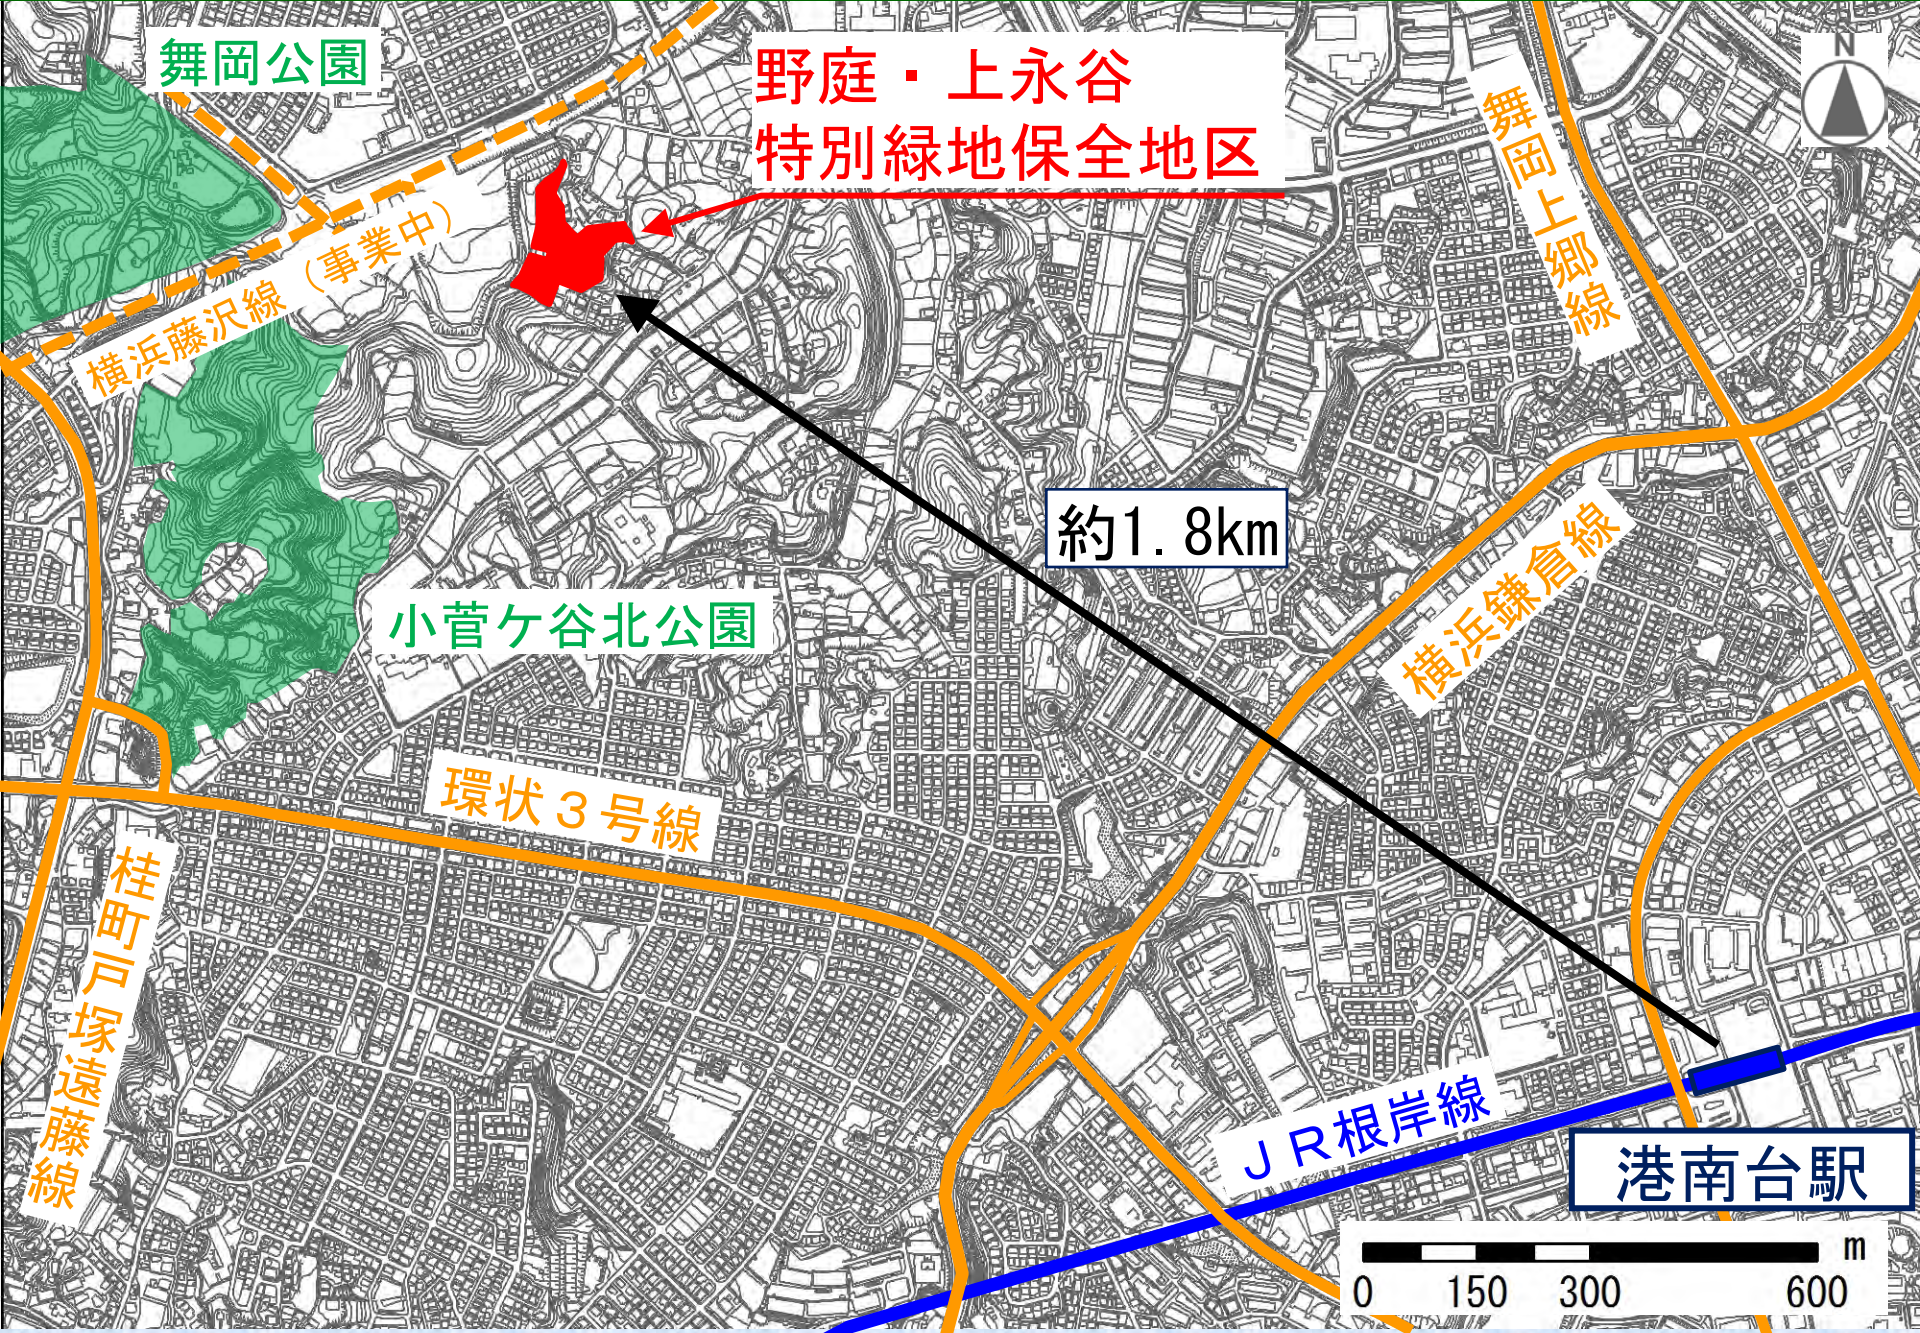 舞岡公園
野庭・上永谷
特別緑地保全地区
N
舞岡上郷線
横浜藤沢線（事業中）
約1.8km
横浜鎌倉線
小菅ケ谷北公園
環状３号線
桂町戸塚遠藤線
ＪＲ根岸線
港南台駅
m
0 150 300 600